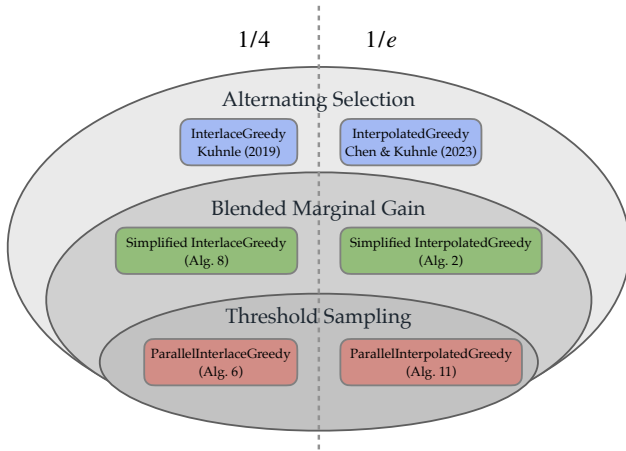 1/4
1/e
Alternating Selection
InterlaceGreedy
Kuhnle (2019)
InterpolatedGreedy
Chen & Kuhnle (2023)
Blended Marginal Gain
Simplified InterlaceGreedy
(Alg. 8)
Simplified InterpolatedGreedy
(Alg. 2)
Threshold Sampling
ParallelInterlaceGreedy
(Alg. 6)
ParallelInterpolatedGreedy
(Alg. 11)